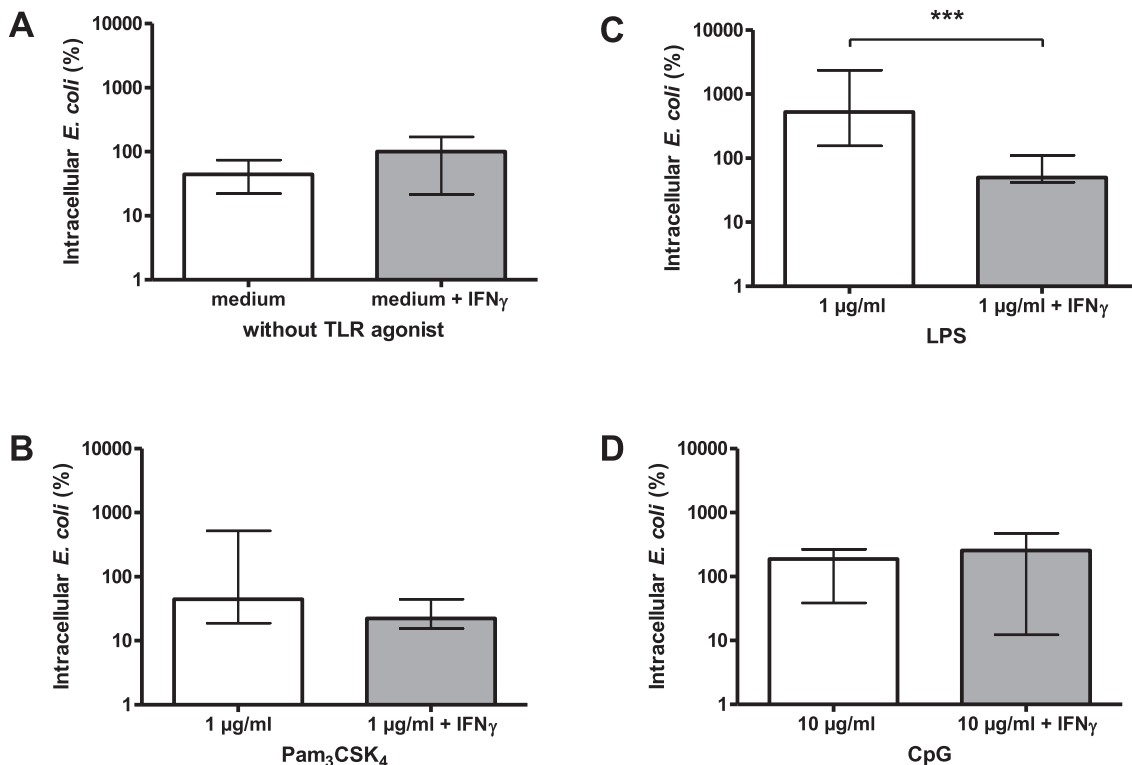 A
Intracellular E. coli (%)
10000
1000
100
10
1
medium
medium + IFNγ
without TLR agonist
C
Intracellular E. coli (%)
10000
1000
100
10
1
***
1 µg/ml
1 µg/ml + IFNγ
LPS
B
Intracellular E. coli (%)
10000
1000
100
10
1
1 µg/ml
1 µg/ml + IFNγ
Pam₃CSK₄
D
Intracellular E. coli (%)
10000
1000
100
10
1
10 µg/ml
10 µg/ml + IFNγ
CpG